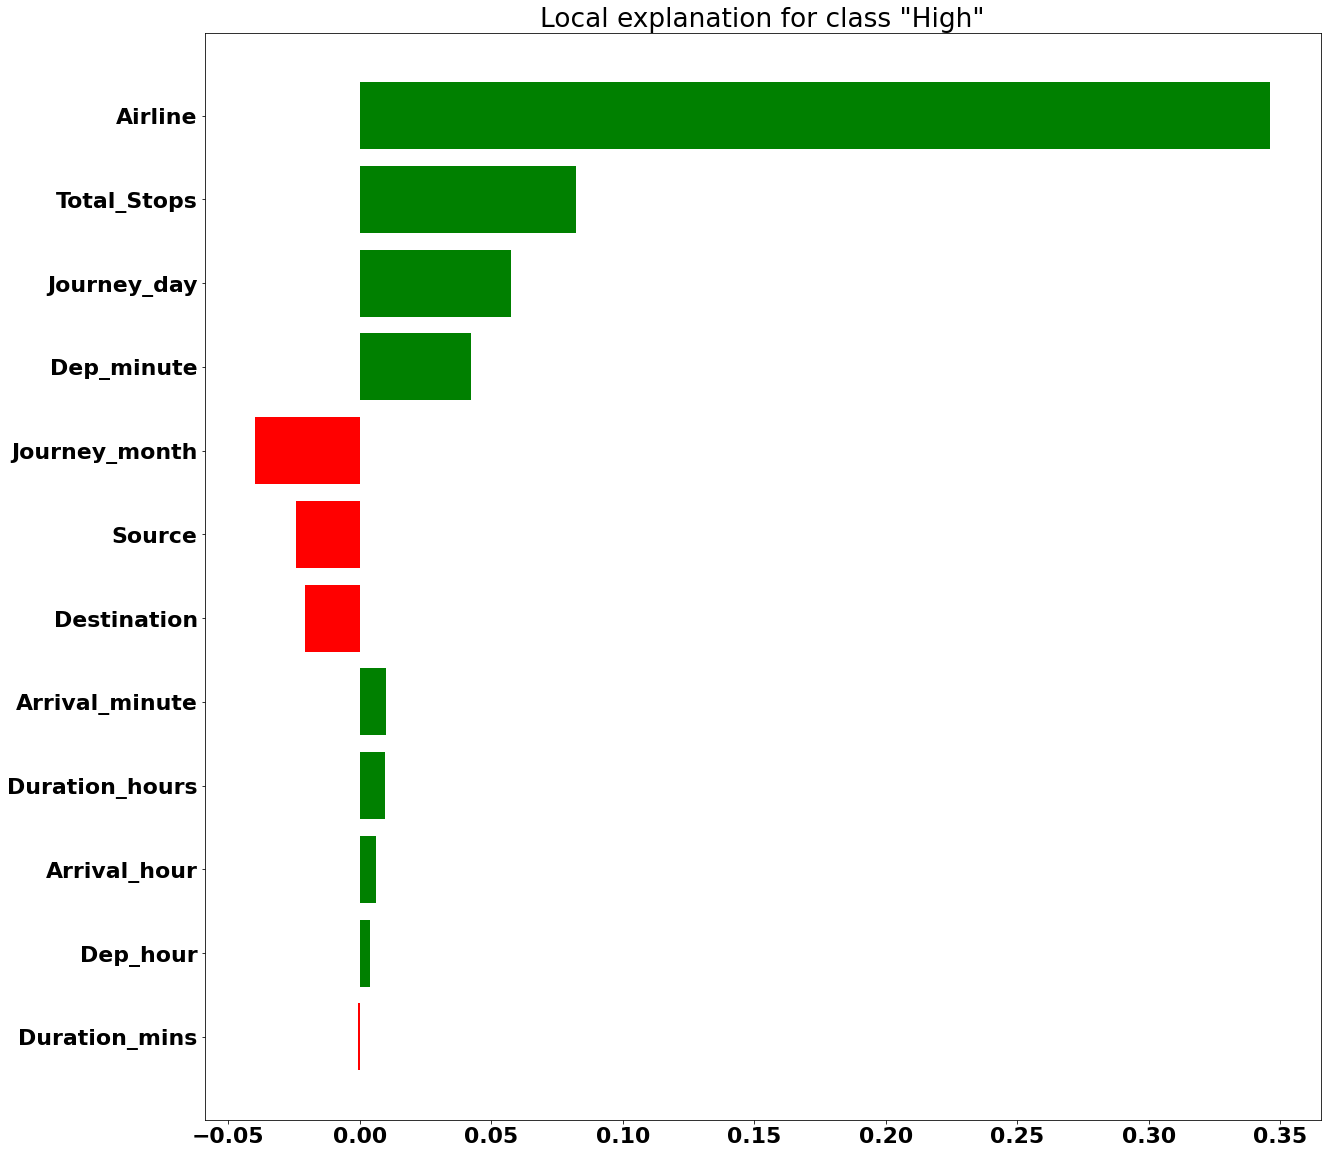 Local explanation for class "High"
Airline
Total_Stops
Journey_day
Dep_minute
Journey_month
Source
Destination
Arrival_minute
Duration_hours
Arrival_hour
Dep_hour
Duration_mins
−0.05 0.00 0.05 0.10 0.15 0.20 0.25 0.30 0.35